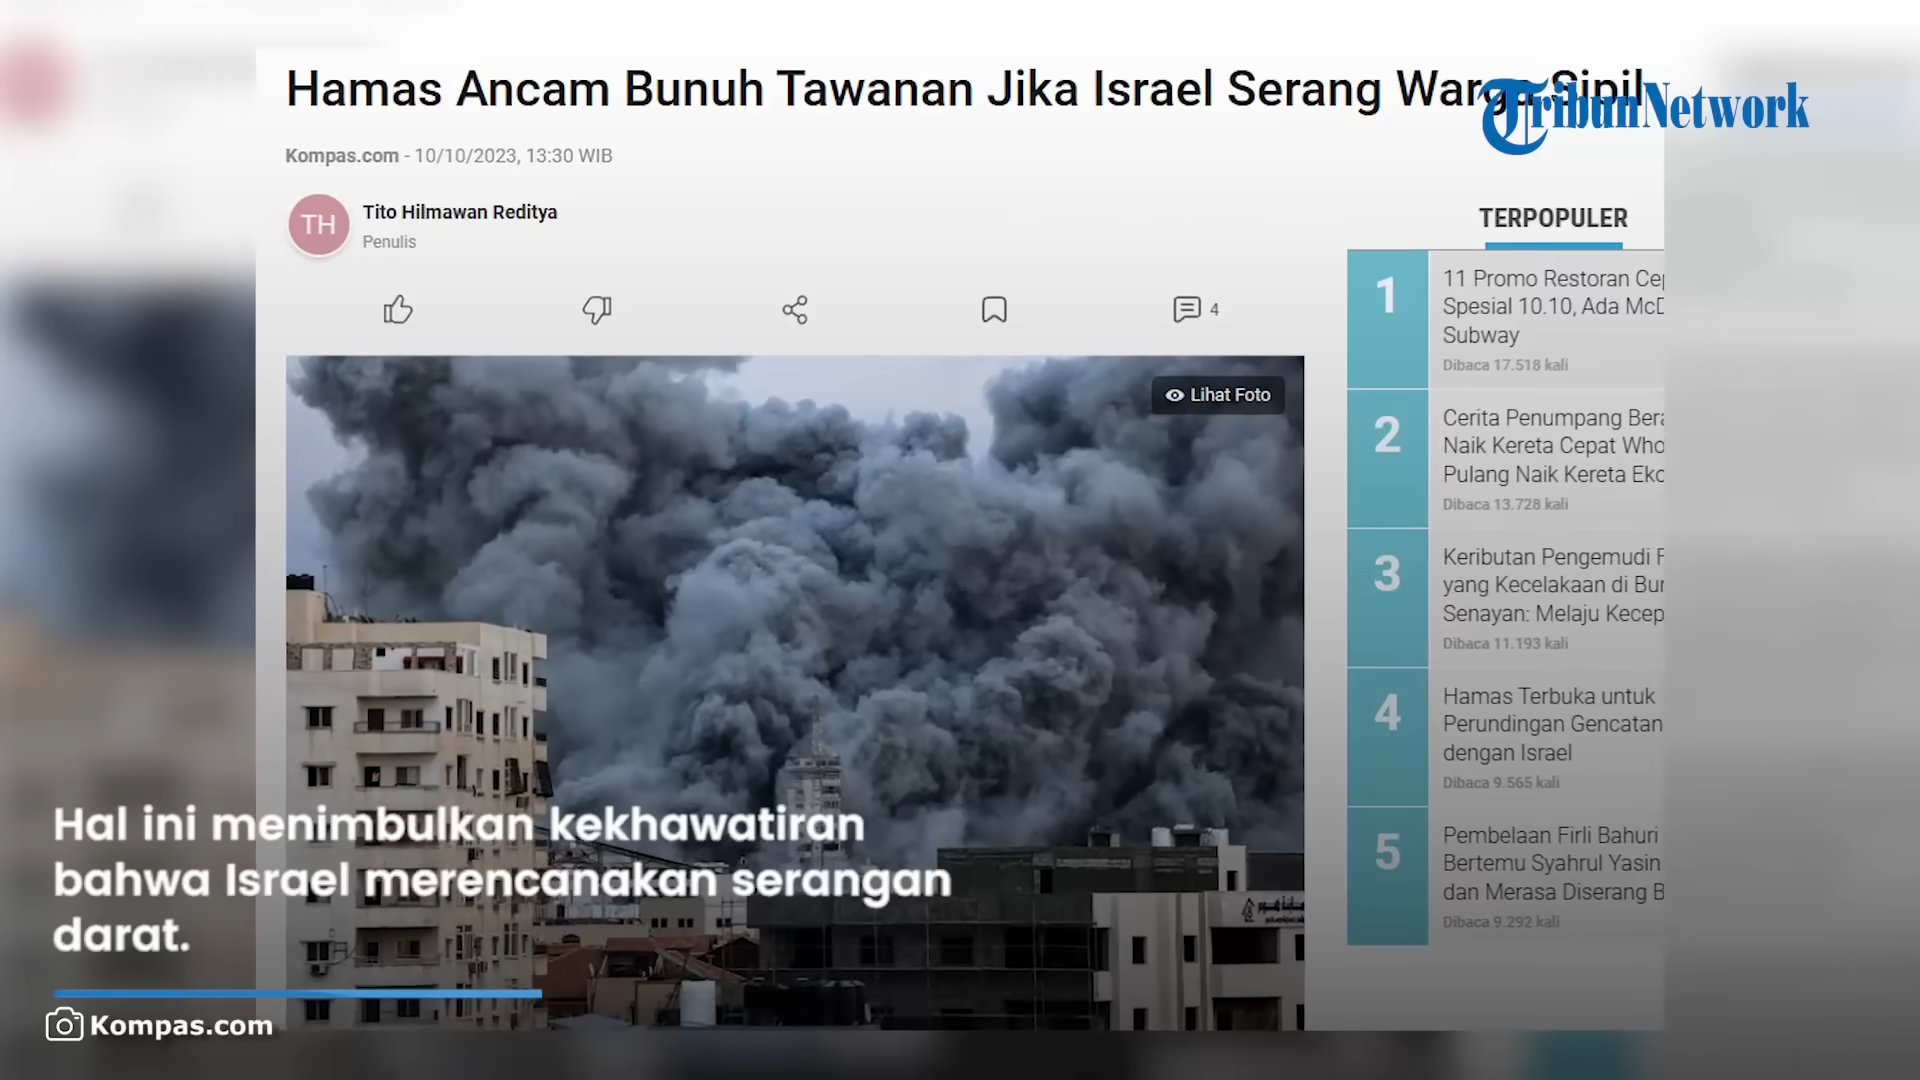 Hamas Ancam Bunuh Tawanan Jika Israel Serang Warga Sipil
TribunNetwork
Kompas.com - 10/10/2023, 13:30 WIB
TH
Tito Hilmawan Reditya
Penulis
4
Lihat Foto
TERPOPULER
1
11 Promo Restoran Cep
Spesial 10.10, Ada McD
Subway
Dibaca 17.518 kali
2
Cerita Penumpang Bera
Naik Kereta Cepat Who
Pulang Naik Kereta Eko
Dibaca 13.728 kali
3
Keributan Pengemudi F
yang Kecelakaan di Bun
Senayan: Melaju Kecep
Dibaca 11.193 kali
4
Hamas Terbuka untuk
Perundingan Gencatan
dengan Israel
Dibaca 9.565 kali
5
Pembelaan Firli Bahuri
Bertemu Syahrul Yasin
dan Merasa Diserang B
Dibaca 9.292 kali
Hal ini menimbulkan kekhawatiran
bahwa Israel merencanakan serangan
darat.
Kompas.com